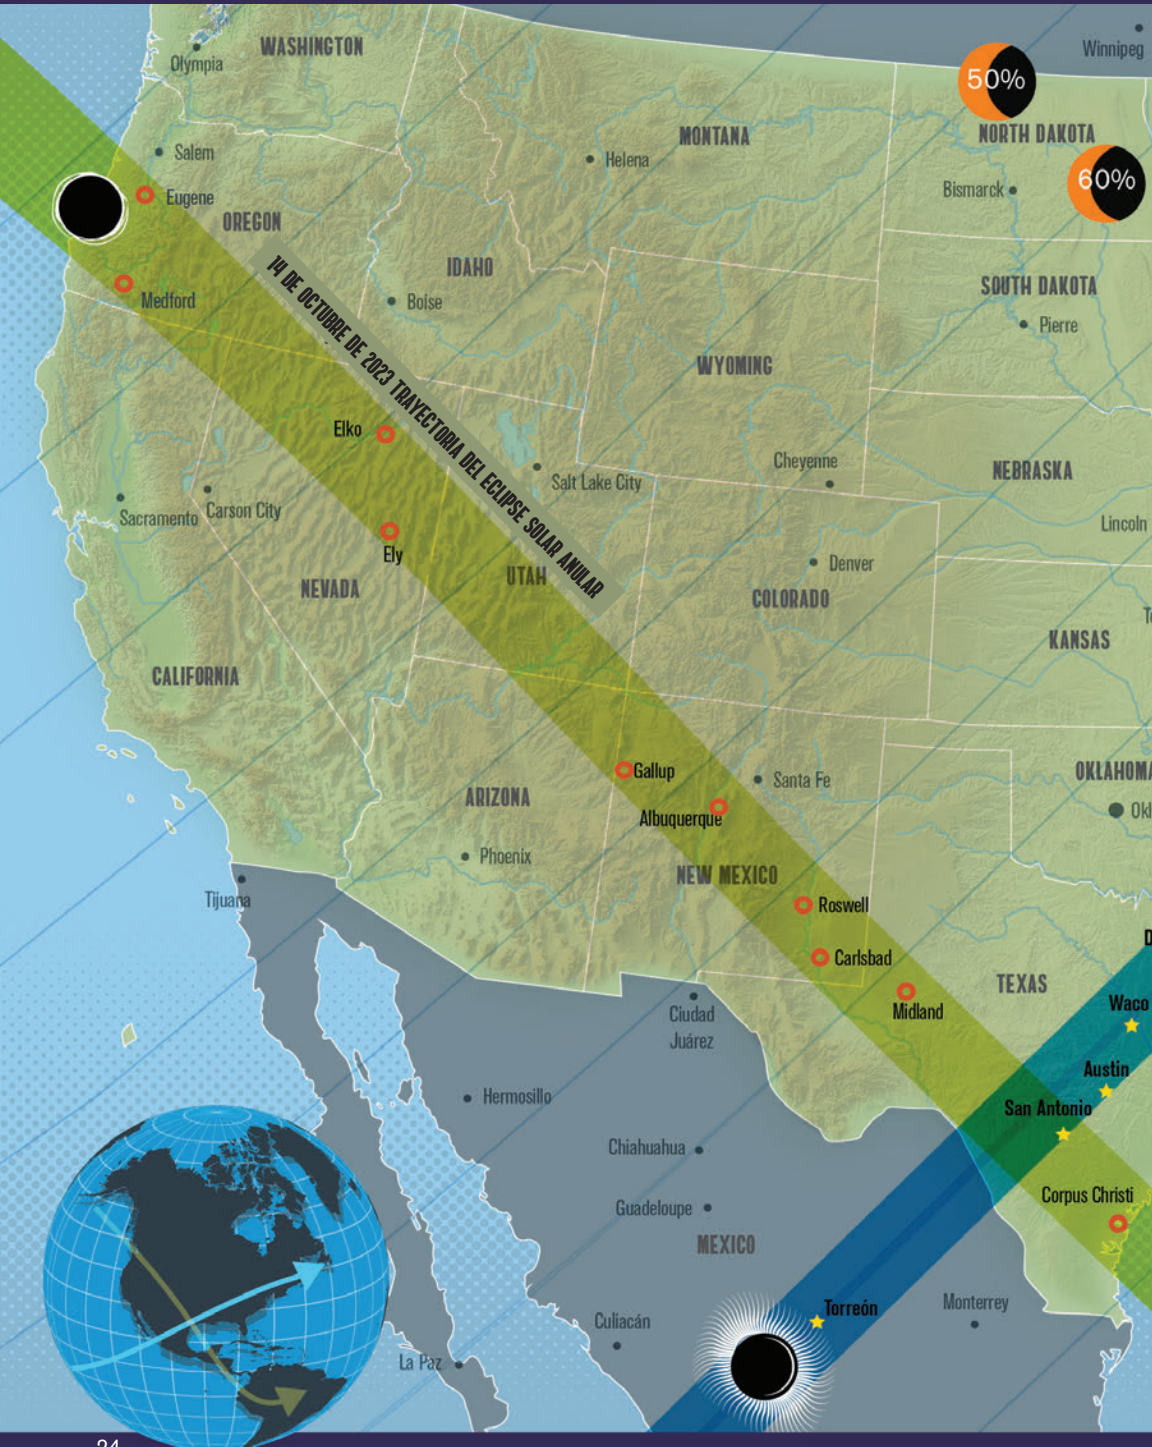 WASHINGTON
Olympia
Winnipeg
50%
NORTH DAKOTA
MONTANA
Salem
Helena
60%
Bismarck
Eugene
OREGON
IDAHO
SOUTH DAKOTA
Medford
Boise
Pierre
14 DE OCTUBRE DE 2023 TRAYECTORIA DEL ECLIPSE SOLAR ANULAR
WYOMING
Elko
Cheyenne
NEBRASKA
Salt Lake City
Sacramento
Carson City
Lincoln
Ely
Denver
UTAH
NEVADA
COLORADO
KANSAS
CALIFORNIA
Gallup
Santa Fe
OKLAHOMA
ARIZONA
Albuquerque
Okl
Phoenix
NEW MEXICO
Tijuana
Roswell
Carlsbad
TEXAS
Midland
Waco
Ciudad
Juárez
Austin
Hermosillo
San Antonio
Chiahuahua
Corpus Christi
Guadeloupe
MEXICO
Torreón
Monterrey
Culiacán
La Paz
24